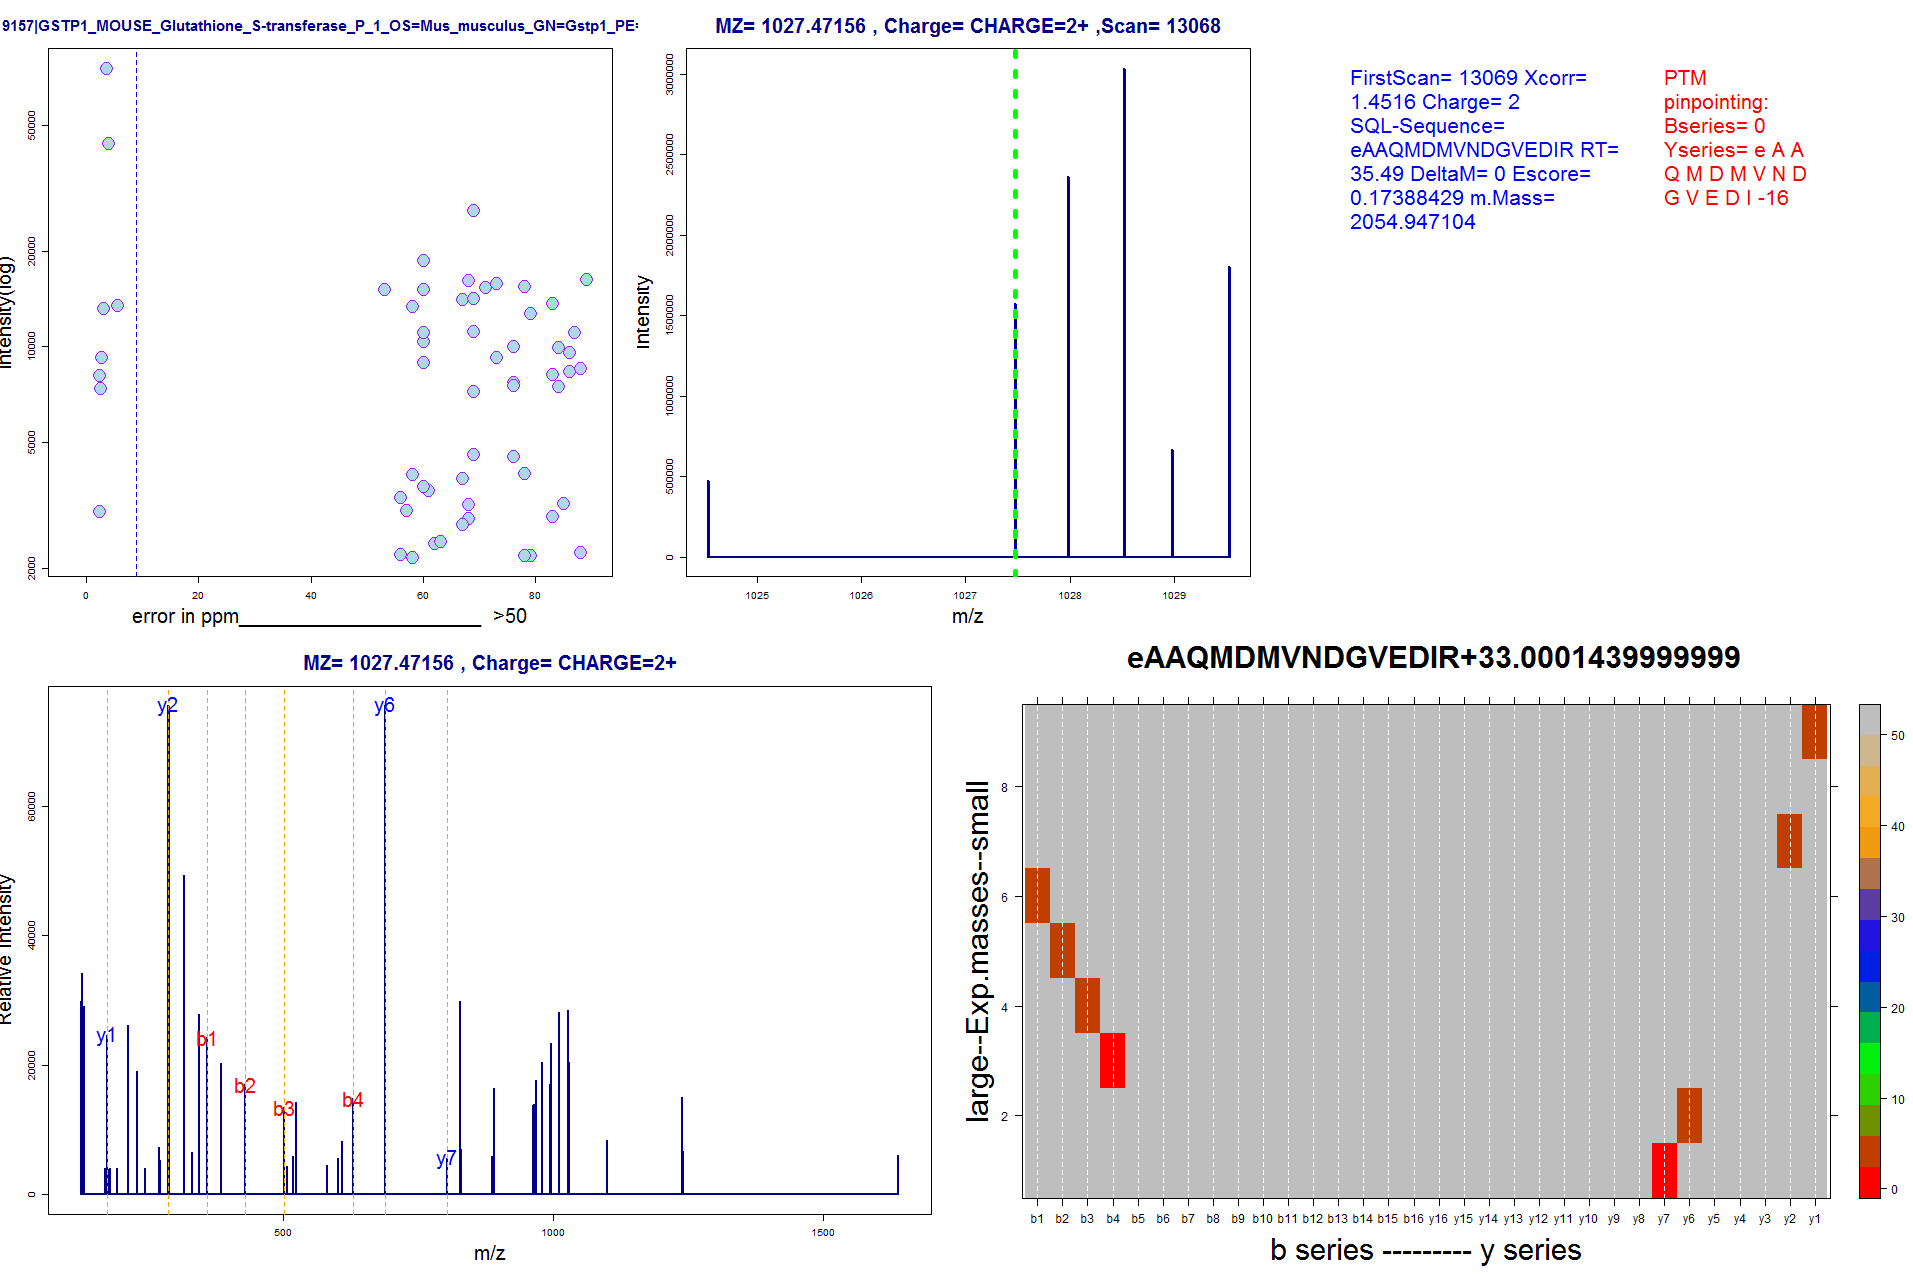 9157|GSTP1_MOUSE_Glutathione_S-transferase_P_1_OS=Mus_musculus_GN=Gstp1_PE=
50000
20000
10000
5000
2000
Intensity(log)
0 20 40 60 80
error in ppm______________________ >50
MZ= 1027.47156 , Charge= CHARGE=2+ ,Scan= 13068
3000000
2500000
2000000
1500000
1000000
500000
0
Intensity
1025 1026 1027 1028 1029
m/z
FirstScan= 13069 Xcorr=
1.4516 Charge= 2
SQL-Sequence=
eAAQMDMVNDGVEDIR RT=
35.49 DeltaM= 0 Escore=
0.17388429 m.Mass=
2054.947104
PTM
pinpointing:
Bseries= 0
Yseries= e A A
Q M D M V N D
G V E D I -16
MZ= 1027.47156 , Charge= CHARGE=2+
y2
y6
y1
b1
b2
b3
b4
y7
60000
40000
20000
0
Relative Intensity
500 1000 1500
m/z
eAAQMDMVNDGVEDIR+33.0001439999999
8
6
4
2
large--Exp.masses--small
b1 b2 b3 b4 b5 b6 b7 b8 b9 b10 b11 b12 b13 b14 b15 b16 y16 y15 y14 y13 y12 y11 y10 y9 y8 y7 y6 y5 y4 y3 y2 y1
b series --------- y series
50
40
30
20
10
0